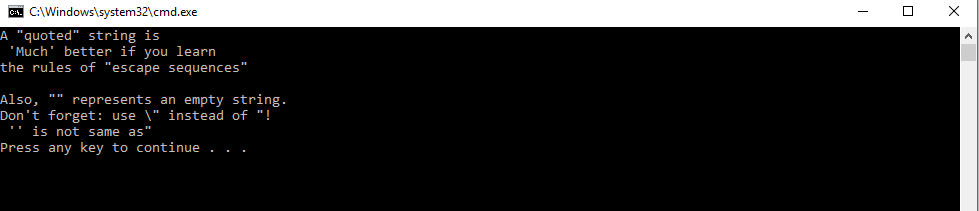 C:\Windows\system32\cmd.exe
A "quoted" string is
 'Much' better if you learn
the rules of "escape sequences"

Also, "" represents an empty string.
Don't forget: use \" instead of "!
 '' is not same as"
Press any key to continue . . .